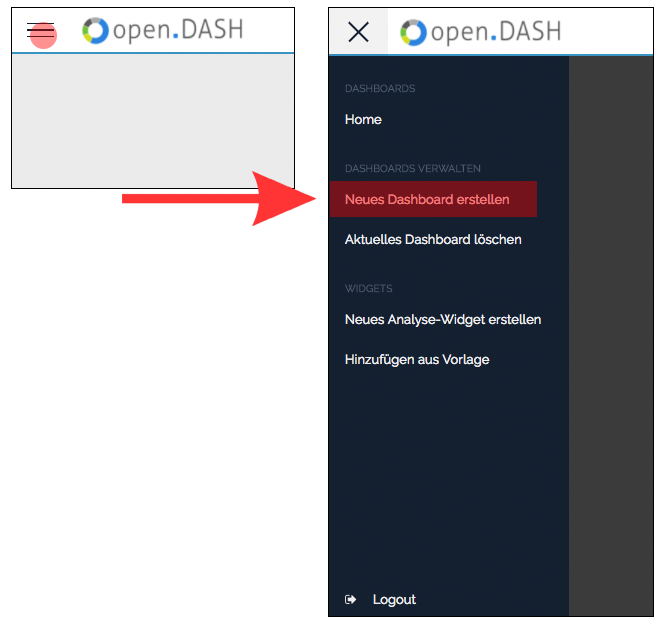 open.DASH
open.DASH
DASHBOARDS
Home
DASHBOARDS VERWALTEN
Neues Dashboard erstellen
Aktuelles Dashboard löschen
WIDGETS
Neues Analyse-Widget erstellen
Hinzufügen aus Vorlage
Logout